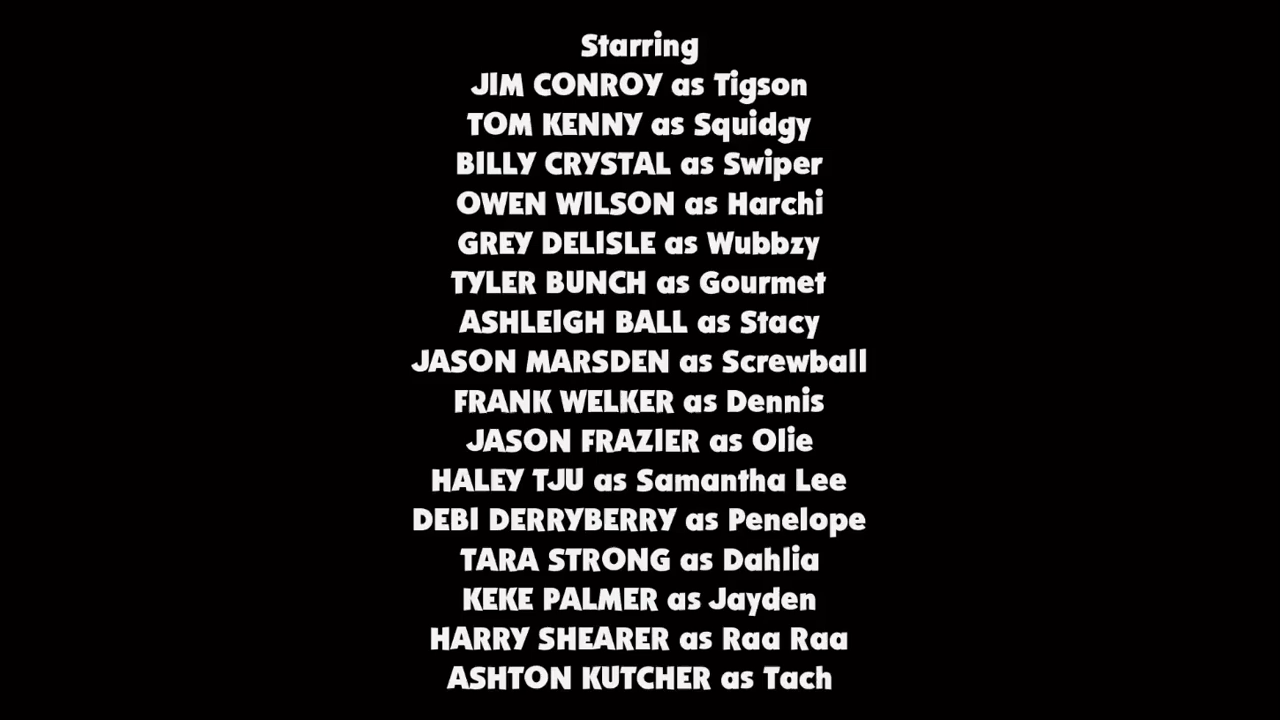 Starring
JIM CONROY as Tigson
TOM KENNY as Squidgy
BILLY CRYSTAL as Swiper
OWEN WILSON as Harchi
GREY DELISLE as Wubbzy
TYLER BUNCH as Gourmet
ASHLEIGH BALL as Stacy
JASON MARSDEN as Screwball
FRANK WELKER as Dennis
JASON FRAZIER as Olie
HALEY TJU as Samantha Lee
DEBI DERRYBERRY as Penelope
TARA STRONG as Dahlia
KEKE PALMER as Jayden
HARRY SHEARER as Raa Raa
ASHTON KUTCHER as Tach